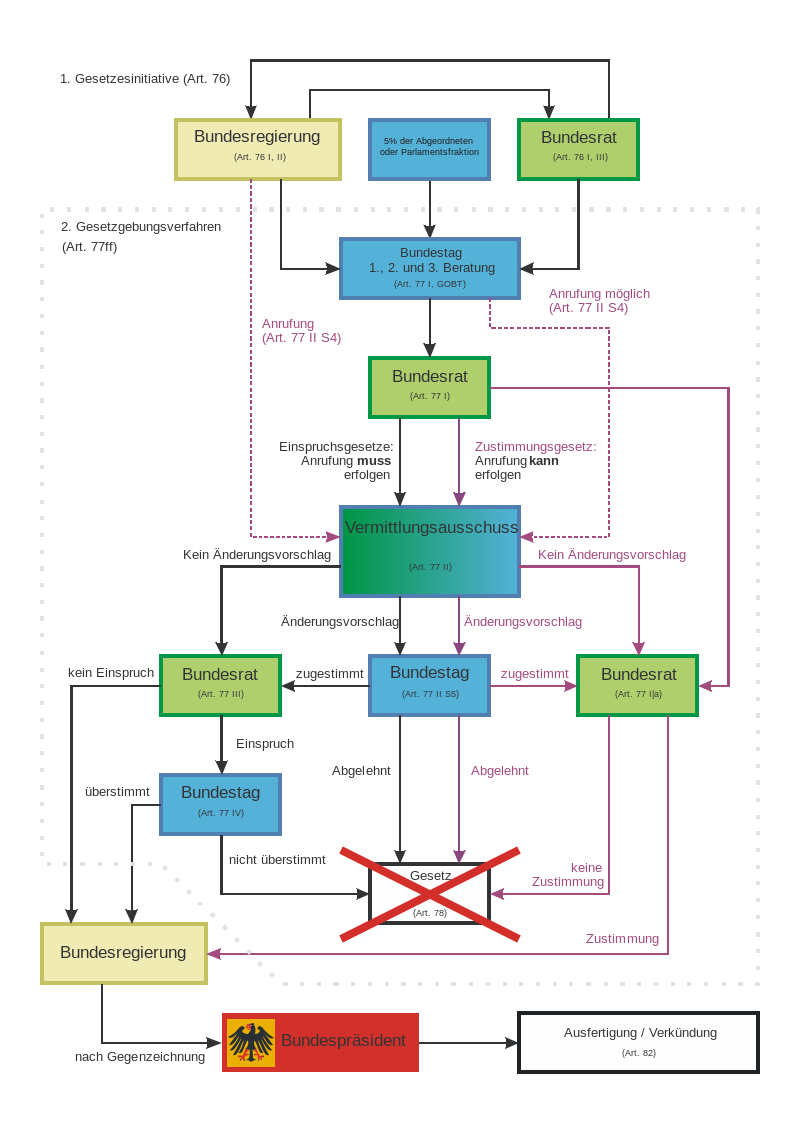 1. Gesetzesinitiative (Art. 76)
Bundesregierung
(Art. 76 I, II)
5% der Abgeordneten
oder Parlamentsfraktion
Bundesrat
(Art. 76 I, III)
2. Gesetzgebungsverfahren
(Art. 77ff)
Bundestag
1., 2. und 3. Beratung
(Art. 77 I, GOBT)
Anrufung möglich
(Art. 77 II S4)
Anrufung
(Art. 77 II S4)
Bundesrat
(Art. 77 I)
Einspruchsgesetze:
Anrufung muss
erfolgen
Zustimmungsgesetz:
Anrufung kann
erfolgen
Vermittlungsausschuss
(Art. 77 II)
Kein Änderungsvorschlag
Kein Änderungsvorschlag
Änderungsvorschlag
Änderungsvorschlag
kein Einspruch
Bundesrat
(Art. 77 III)
zugestimmt
Bundestag
(Art. 77 II S5)
zugestimmt
Bundesrat
(Art. 77 I|a)
Einspruch
Abgelehnt
Abgelehnt
überstimmt
Bundestag
(Art. 77 IV)
nicht überstimmt
Gesetz
(Art. 78)
keine
Zustimmung
Zustimmung
Bundesregierung
nach Gegenzeichnung
Bundespräsident
Ausfertigung / Verkündung
(Art. 82)